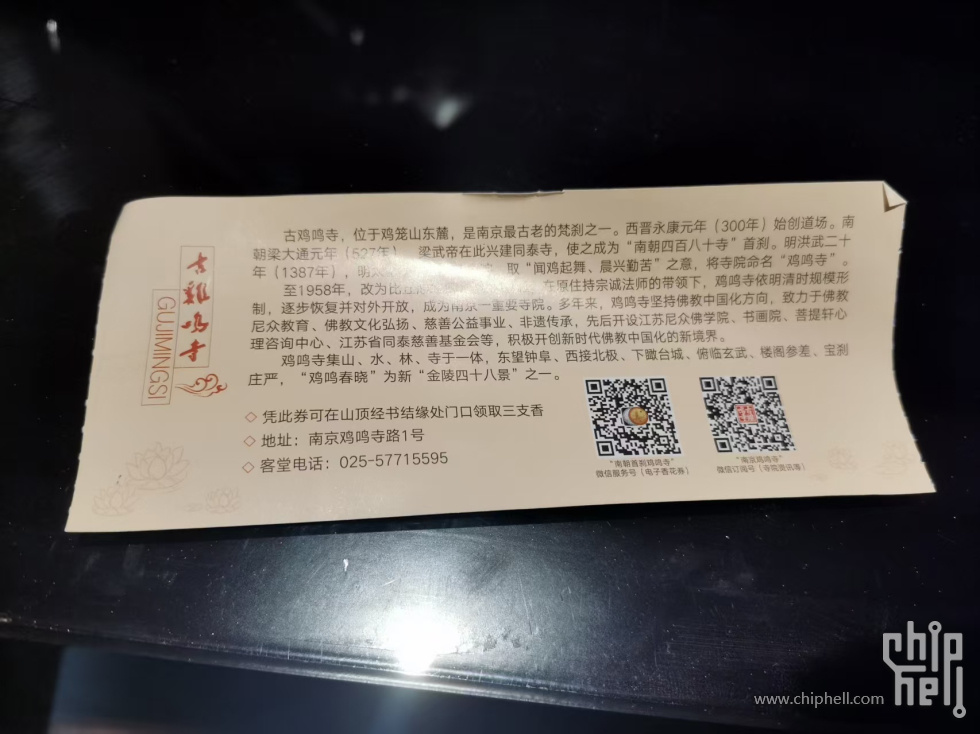 古鸡鸣寺
GUJIMINGSI
古鸡鸣寺，位于鸡笼山东麓，是南京最古老的梵刹之一。西晋永康元年（300年）始创道场。南
朝梁大通元年（527年），梁武帝在此兴建同泰寺，使之成为“南朝四百八十寺”首刹。明洪武二十
年（1387年），明 取“闻鸡起舞、晨兴勤苦”之意，将寺院命名“鸡鸣寺”。
至1958年，改为比丘 在原住持宗诚法师的带领下，鸡鸣寺依明清时规模形
制，逐步恢复并对外开放，成为南京一重要寺院。多年来，鸡鸣寺坚持佛教中国化方向，致力于佛教
尼众教育、佛教文化弘扬、慈善公益事业、非遗传承，先后开设江苏尼众佛学院、书画院、菩提轩心
理咨询中心、江苏省同泰慈善基金会等，积极开创新时代佛教中国化的新境界。
鸡鸣寺集山、水、林、寺于一体，东望钟阜、西接北极、下瞰台城、俯临玄武、楼阁参差、宝刹
庄严，“鸡鸣春晓”为新“金陵四十八景”之一。
◇ 凭此券可在山顶经书结缘处门口领取三支香
◇ 地址：南京鸡鸣寺路1号
◇ 客堂电话：025-57715595
“南朝首刹鸡鸣寺”
微信服务号（电子香花券）
“南京鸡鸣寺”
微信订阅号（寺院资讯海）
www.chiphell.com
chip
hell